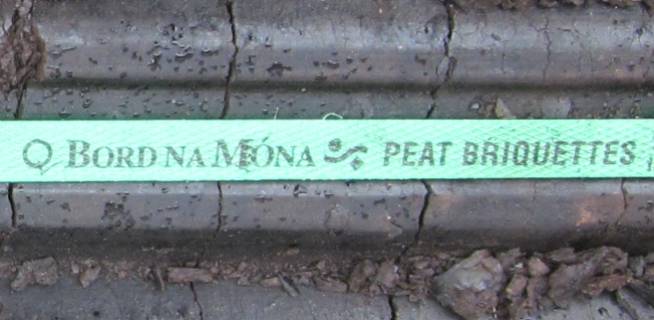 BORD NA MÓNA PEAT BRIQUETTES